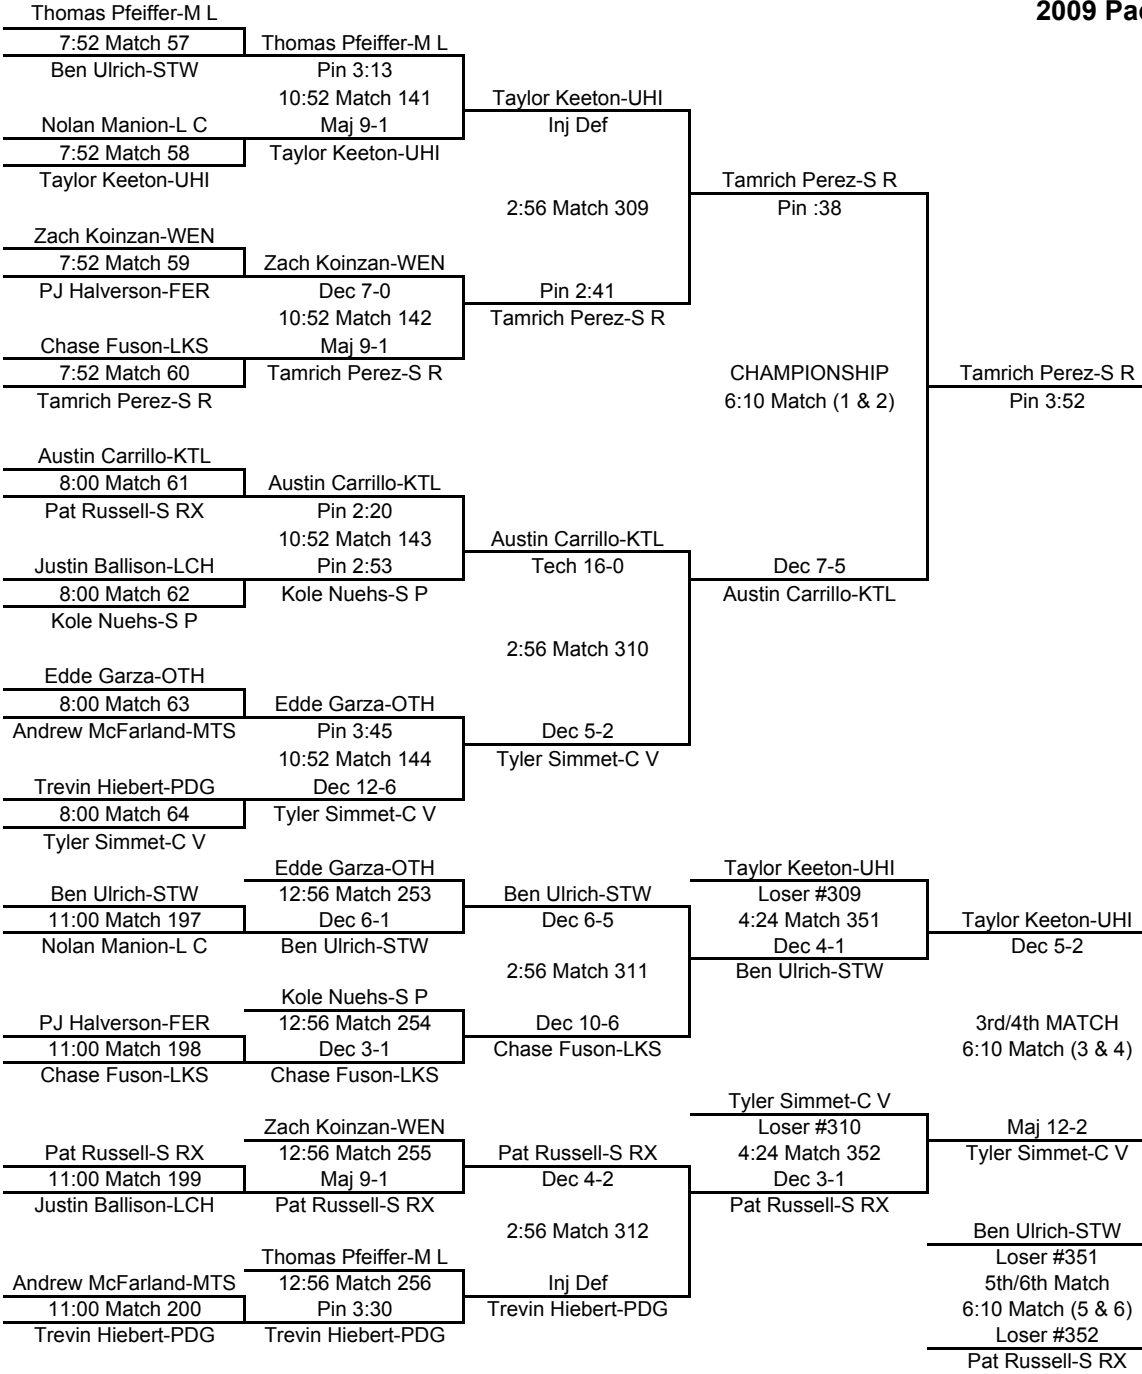 2009 Pac
Thomas Pfeiffer-M L
7:52 Match 57
Thomas Pfeiffer-M L
Ben Ulrich-STW
Pin 3:13
10:52 Match 141
Taylor Keeton-UHI
Nolan Manion-L C
Maj 9-1
Inj Def
7:52 Match 58
Taylor Keeton-UHI
Taylor Keeton-UHI
Tamrich Perez-S R
2:56 Match 309
Pin :38
Zach Koinzan-WEN
7:52 Match 59
Zach Koinzan-WEN
PJ Halverson-FER
Dec 7-0
Pin 2:41
10:52 Match 142
Tamrich Perez-S R
Chase Fuson-LKS
Maj 9-1
7:52 Match 60
Tamrich Perez-S R
CHAMPIONSHIP
Tamrich Perez-S R
Tamrich Perez-S R
6:10 Match (1 & 2)
Pin 3:52
Austin Carrillo-KTL
8:00 Match 61
Austin Carrillo-KTL
Pat Russell-S RX
Pin 2:20
10:52 Match 143
Austin Carrillo-KTL
Justin Ballison-LCH
Pin 2:53
Tech 16-0
Dec 7-5
8:00 Match 62
Kole Nuehs-S P
Austin Carrillo-KTL
Kole Nuehs-S P
2:56 Match 310
Edde Garza-OTH
8:00 Match 63
Edde Garza-OTH
Andrew McFarland-MTS
Pin 3:45
Dec 5-2
10:52 Match 144
Tyler Simmet-C V
Trevin Hiebert-PDG
Dec 12-6
8:00 Match 64
Tyler Simmet-C V
Tyler Simmet-C V
Edde Garza-OTH
Taylor Keeton-UHI
Ben Ulrich-STW
12:56 Match 253
Ben Ulrich-STW
Loser #309
11:00 Match 197
Dec 6-1
Dec 6-5
4:24 Match 351
Taylor Keeton-UHI
Nolan Manion-L C
Ben Ulrich-STW
Dec 4-1
Dec 5-2
2:56 Match 311
Ben Ulrich-STW
Kole Nuehs-S P
PJ Halverson-FER
12:56 Match 254
Dec 10-6
3rd/4th MATCH
11:00 Match 198
Dec 3-1
Chase Fuson-LKS
6:10 Match (3 & 4)
Chase Fuson-LKS
Chase Fuson-LKS
Tyler Simmet-C V
Zach Koinzan-WEN
Loser #310
Maj 12-2
Pat Russell-S RX
12:56 Match 255
Pat Russell-S RX
4:24 Match 352
Tyler Simmet-C V
11:00 Match 199
Maj 9-1
Dec 4-2
Dec 3-1
Justin Ballison-LCH
Pat Russell-S RX
Pat Russell-S RX
2:56 Match 312
Ben Ulrich-STW
Thomas Pfeiffer-M L
Loser #351
Andrew McFarland-MTS
12:56 Match 256
Inj Def
5th/6th Match
11:00 Match 200
Pin 3:30
Trevin Hiebert-PDG
6:10 Match (5 & 6)
Trevin Hiebert-PDG
Trevin Hiebert-PDG
Loser #352
Pat Russell-S RX